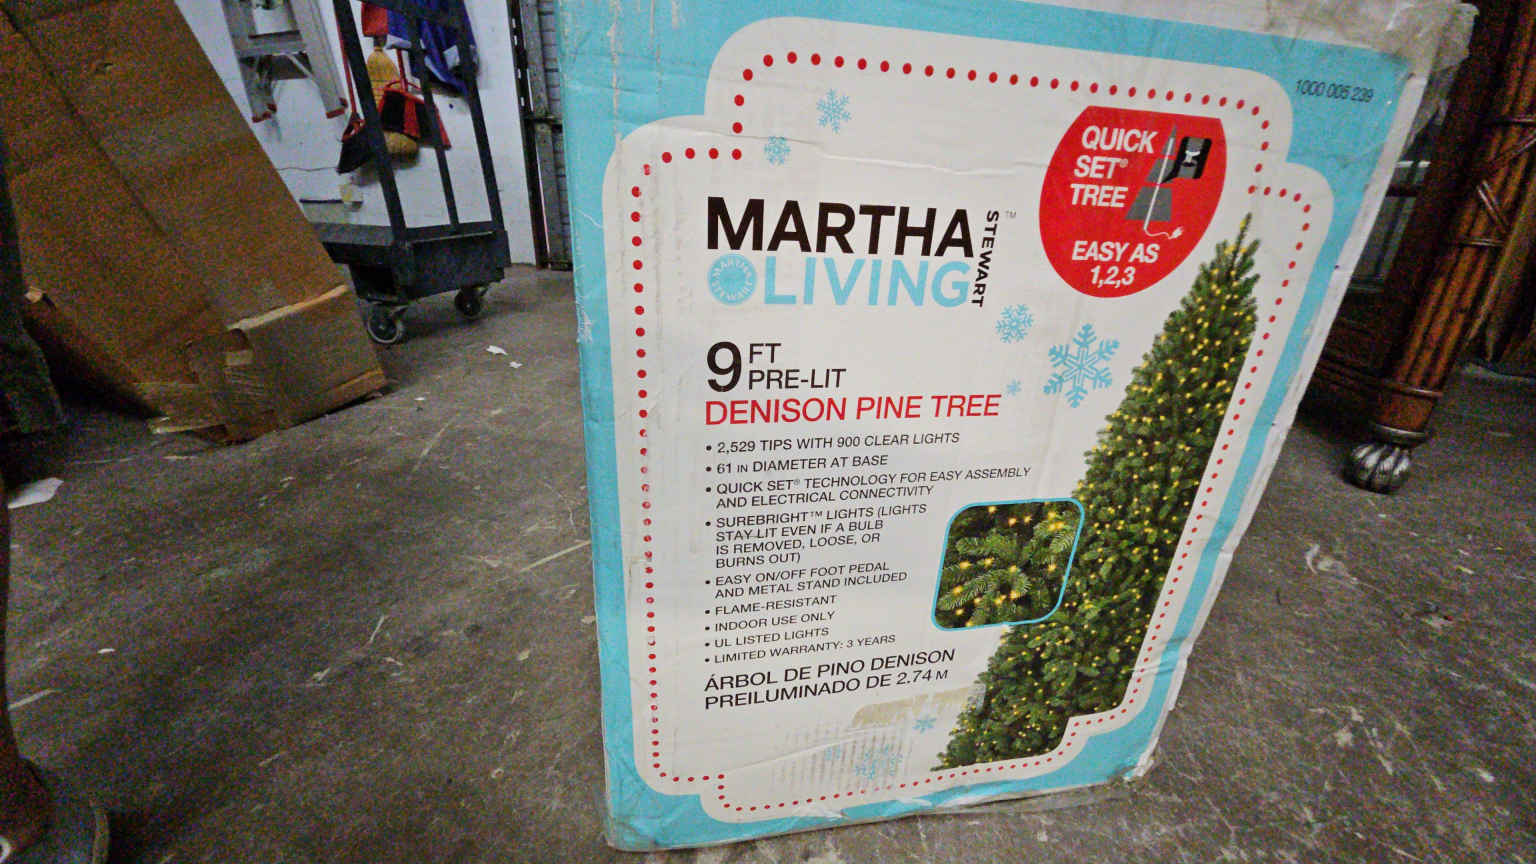 1000 005 239
QUICK
SET®
TREE
EASY AS
1,2,3
MARTHA
STEWART™
LIVING
MARTHA
STEWART
9 FT
PRE-LIT
DENISON PINE TREE
• 2,529 TIPS WITH 900 CLEAR LIGHTS
• 61 IN DIAMETER AT BASE
• QUICK SET® TECHNOLOGY FOR EASY ASSEMBLY
AND ELECTRICAL CONNECTIVITY
• SUREBRIGHT™ LIGHTS (LIGHTS
STAY LIT EVEN IF A BULB
IS REMOVED, LOOSE, OR
BURNS OUT)
• EASY ON/OFF FOOT PEDAL
AND METAL STAND INCLUDED
• FLAME-RESISTANT
• INDOOR USE ONLY
• UL LISTED LIGHTS
• LIMITED WARRANTY: 3 YEARS
ÁRBOL DE PINO DENISON
PREILUMINADO DE 2.74 M